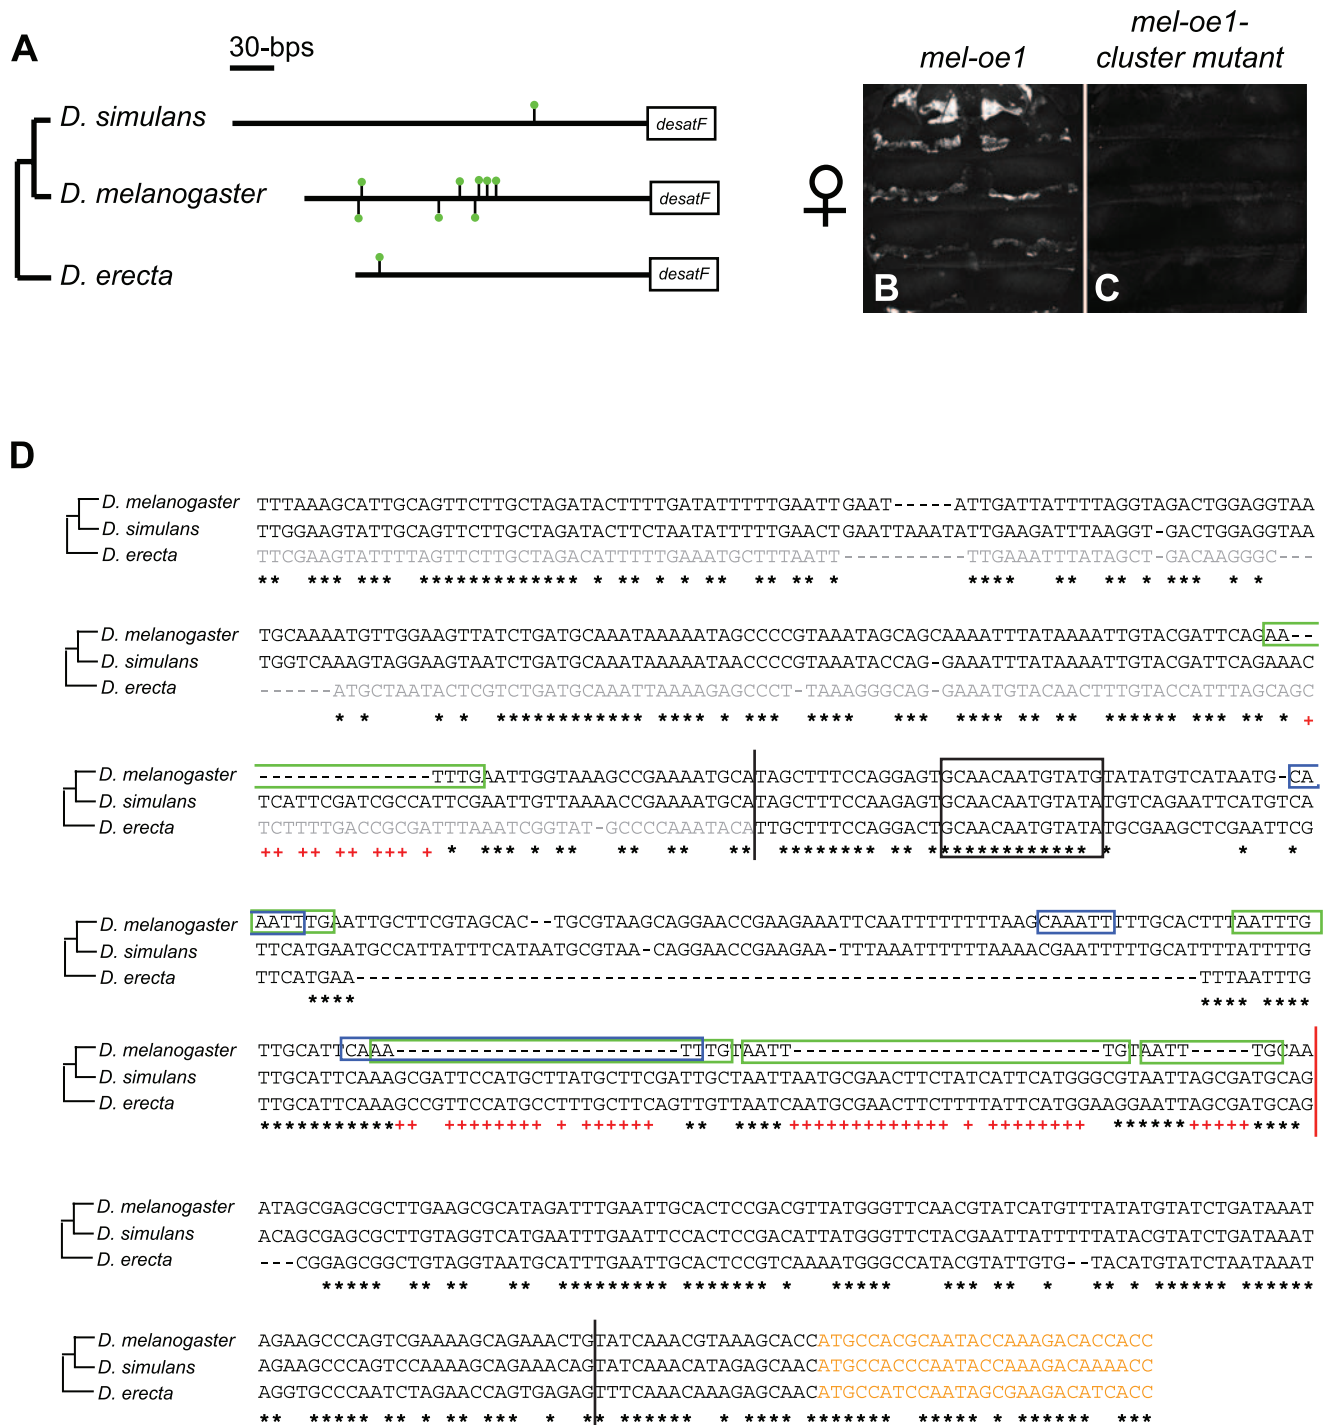 A
30-bps
D. simulans
desatF
D. melanogaster
desatF
D. erecta
desatF
♀
mel-oe1
mel-oe1-
cluster mutant
B
C
D
D. melanogaster TTTAAAGCATTGCAGTTCTTGCTAGATACTTTTGATATTTTTGAATTGAAT-----ATTGATTATTTTAGGTAGACTGGAGGTAA
D. simulans TTGGAAGTATTGCAGTTCTTGCTAGATACTTCTAATATTTTTGAACTGAATTAAATATTGAAGATTTAAGGT-GACTGGAGGTAA
D. erecta TTCGAAGTATTTTAGTTCTTGCTAGACATTTTTGAAATGCTTTAATT----------TTGAAATTTATAGCT-GACAAGGGC---
** *** *** ************* * ** * * ** ** ** * **** ** ** * *** * *
D. melanogaster TGCAAAATGTTGGAAGTTATCTGATGCAAATAAAAATAGCCCCGTAAATAGCAGCAAAATTTATAAAATTGTACGATTCAGAA--
D. simulans TGGTCAAAGTAGGAAGTAATCTGATGCAAATAAAAATAACCCCGTAAATACCAG-GAAATTTATAAAATTGTACGATTCAGAAAC
D. erecta ------ATGCTAATACTCGTCTGATGCAAATTAAAAGAGCCCT-TAAAGGGCAG-GAAATGTACAACTTTGTACCATTTAGCAGC
* * * * ************ **** * *** **** *** **** ** ** ****** *** ** * +
D. melanogaster --------------TTTGAATTGGTAAAGCCGAAAATGCATAGCTTTCCAGGAGTGCAACAATGTATGTATATGTCATAATG-CA
D. simulans TCATTCGATCGCCATTCGAATTGTTAAAACCGAAAATGCATAGCTTTCCAAGAGTGCAACAATGTATATGTCAGAATTCATGTCA
D. erecta TCTTTTGACCGCGATTTAAATCGGTAT-GCCCCAAATACATTGCTTTCCAGGACTGCAACAATGTATATGCGAAGCTCGAATTCG
++ ++ ++ +++ + * *** * ** ** ** ** ******** ** ************* * * *
D. melanogaster AATTTGAATTGCTTCGTAGCAC--TGCGTAAGCAGGAACCGAAGAAATTCAATTTTTTTTAAGCAAATTTTTGCACTTTAATTTG
D. simulans TTCATGAATGCCATTATTTCATAATGCGTAA-CAGGAACCGAAGAA-TTTAAATTTTTTAAAACGAATTTTTGCATTTTATTTTG
D. erecta TTCATGAA--------------------------------------------------------------------TTTAATTTG
**** **** ****
D. melanogaster TTGCATTCAAA-----------------------TTTGTAATT-------------------------TGTAATT-----TGCAA
D. simulans TTGCATTCAAAGCGATTCCATGCTTATGCTTCGATTGCTAATTAATGCGAACTTCTATCATTCATGGGCGTAATTAGCGATGCAG
D. erecta TTGCATTCAAAGCCGTTCCATGCCTTTGCTTCAGTTGTTAATCAATGCGAACTTCTTTTATTCATGGAAGGAATTAGCGATGCAG
***********++ ++++++++ + ++++++ ** **** +++++++++++++ + ++++++++ ******+++++****
D. melanogaster ATAGCGAGCGCTTGAAGCGCATAGATTTGAATTGCACTCCGACGTTATGGGTTCAACGTATCATGTTTATATGTATCTGATAAAT
D. simulans ACAGCGAGCGCTTGTAGGTCATGAATTTGAATTCCACTCCGACATTATGGGTTCTACGAATTATTTTTATACGTATCTGATAAAT
D. erecta ---CGGAGCGGCTGTAGGTAATGCATTTGAATTGCACTCCGTCAAAATGGGCCATACGTATTGTG--TACATGTATCTAATAAAT
***** ** ** ** ********* ******* * ***** *** ** * ** * ****** ******
D. melanogaster AGAAGCCCAGTCGAAAAGCAGAAACTGTATCAAACGTAAAGCACCATGCCACGCAATACCAAAGACACCACC
D. simulans AGAAGCCCAGTCCAAAAGCAGAAACAGTATCAAACATAGAGCAACATGCCACCCAATACCAAAGACAAAACC
D. erecta AGGTGCCCAATCTAGAACCAGTGAGAGTTTCAAACAAAGAGCAACATGCCATCCAATAGCGAAGACATCACC
** ***** ** * ** *** * ** ****** * **** ******* ***** * ****** ***